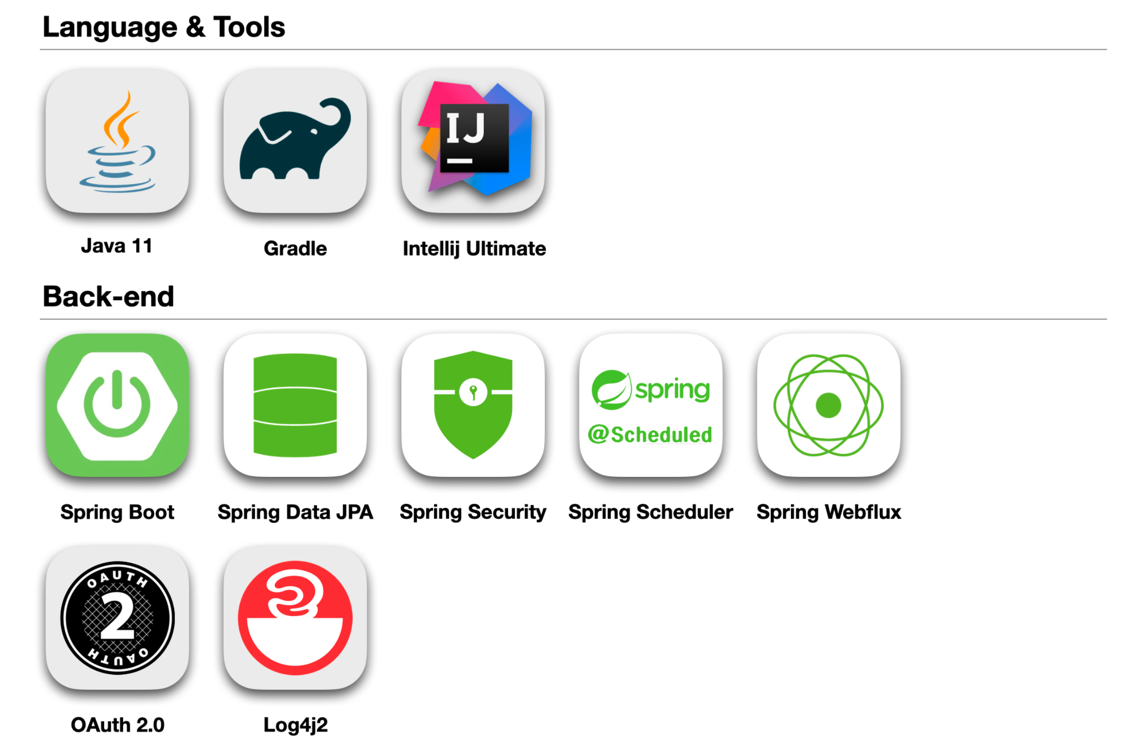 Language & Tools
IJ
Java 11
Gradle
Intellij Ultimate
Back-end
spring
@Scheduled
Spring Boot
Spring Data JPA
Spring Security
Spring Scheduler
Spring Webflux
OAUTH
2
OAUTH
OAuth 2.0
Log4j2